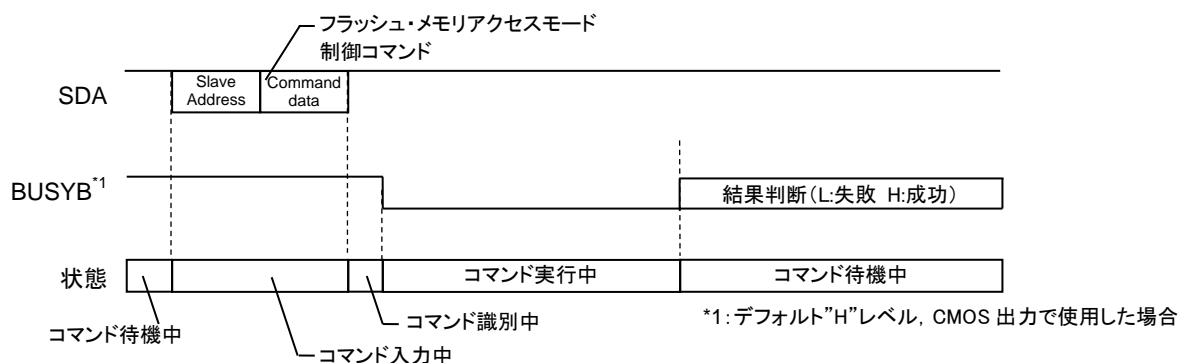 フラッシュ・メモリアクセスモード
制御コマンド
SDA
Slave
Address
Command
data
BUSYB*1
結果判断(L:失敗 H:成功)
状態
コマンド実行中
コマンド待機中
コマンド待機中
コマンド識別中
コマンド入力中
*1:デフォルト”H”レベル, CMOS 出力で使用した場合